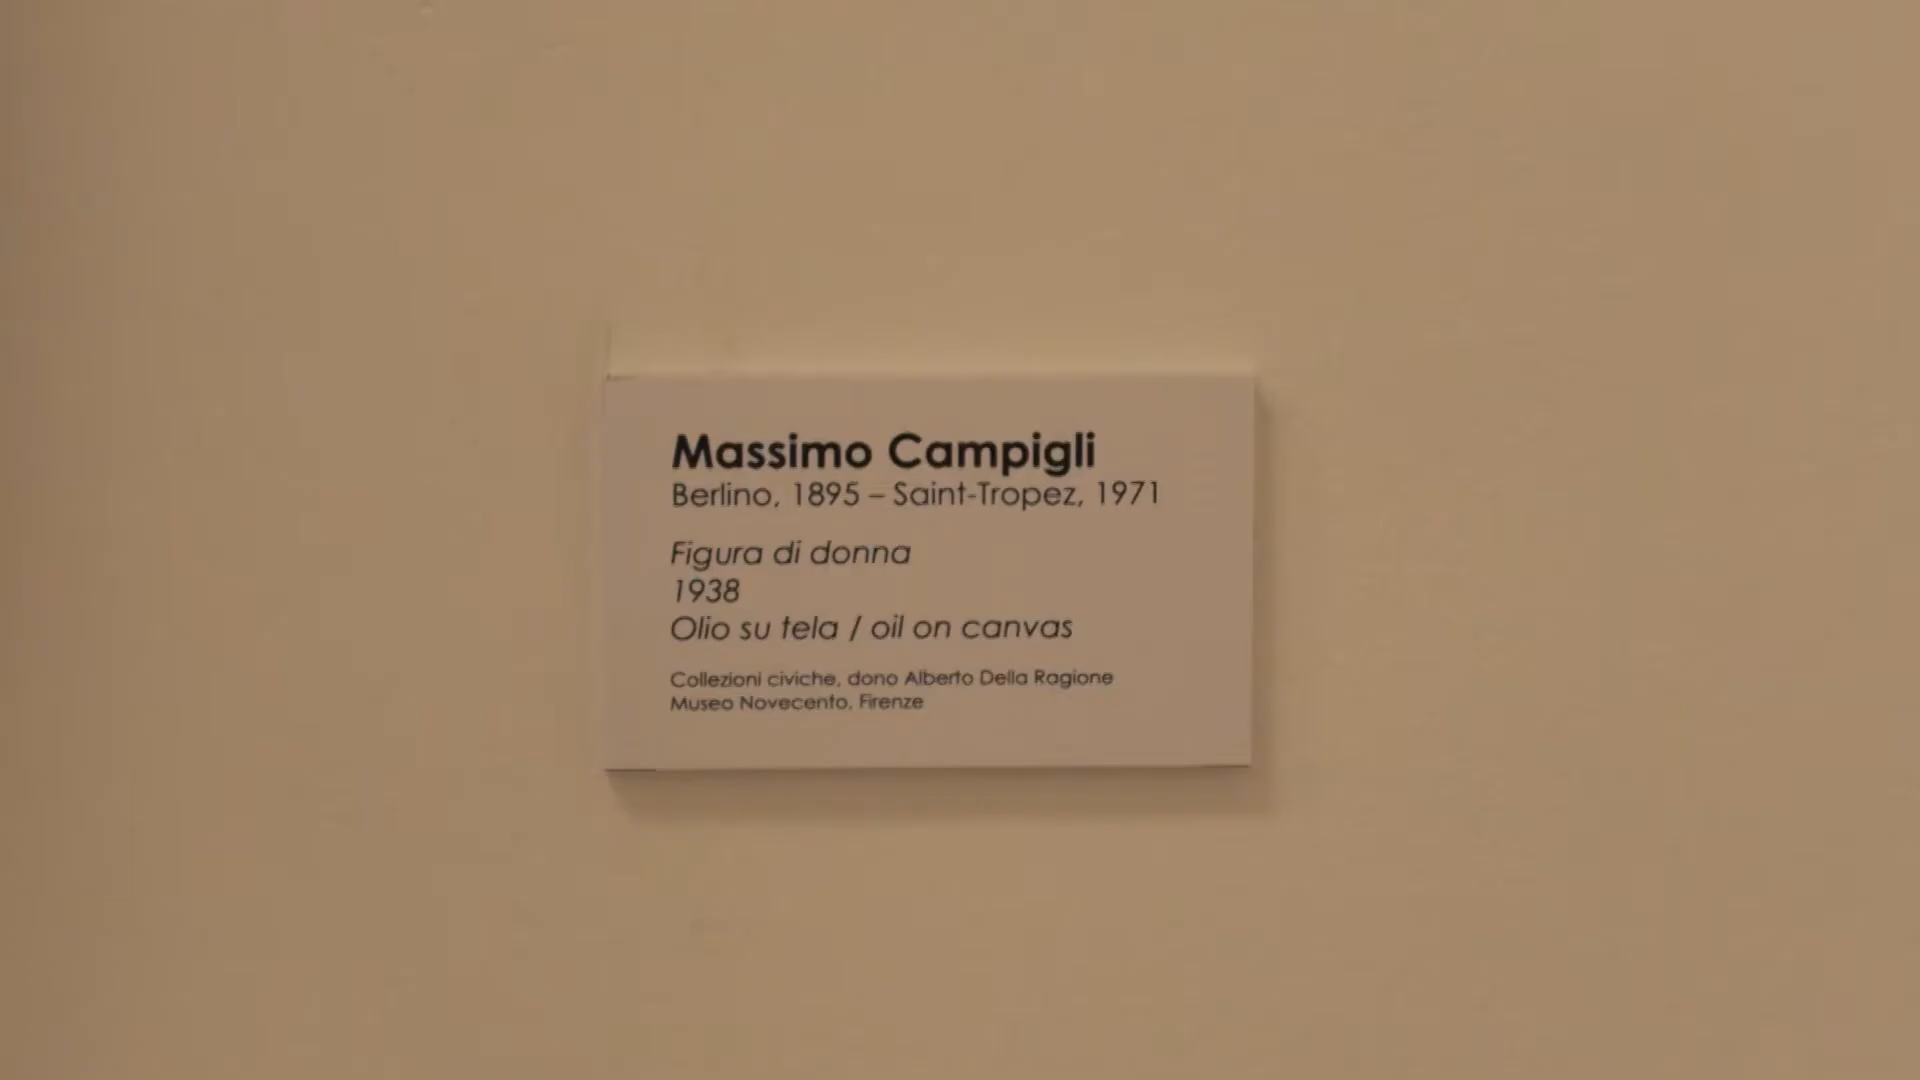 Massimo Campigli
Berlino, 1895 – Saint-Tropez, 1971
Figura di donna
1938
Olio su tela / oil on canvas
Collezioni civiche, dono Alberto Della Ragione
Museo Novecento, Firenze